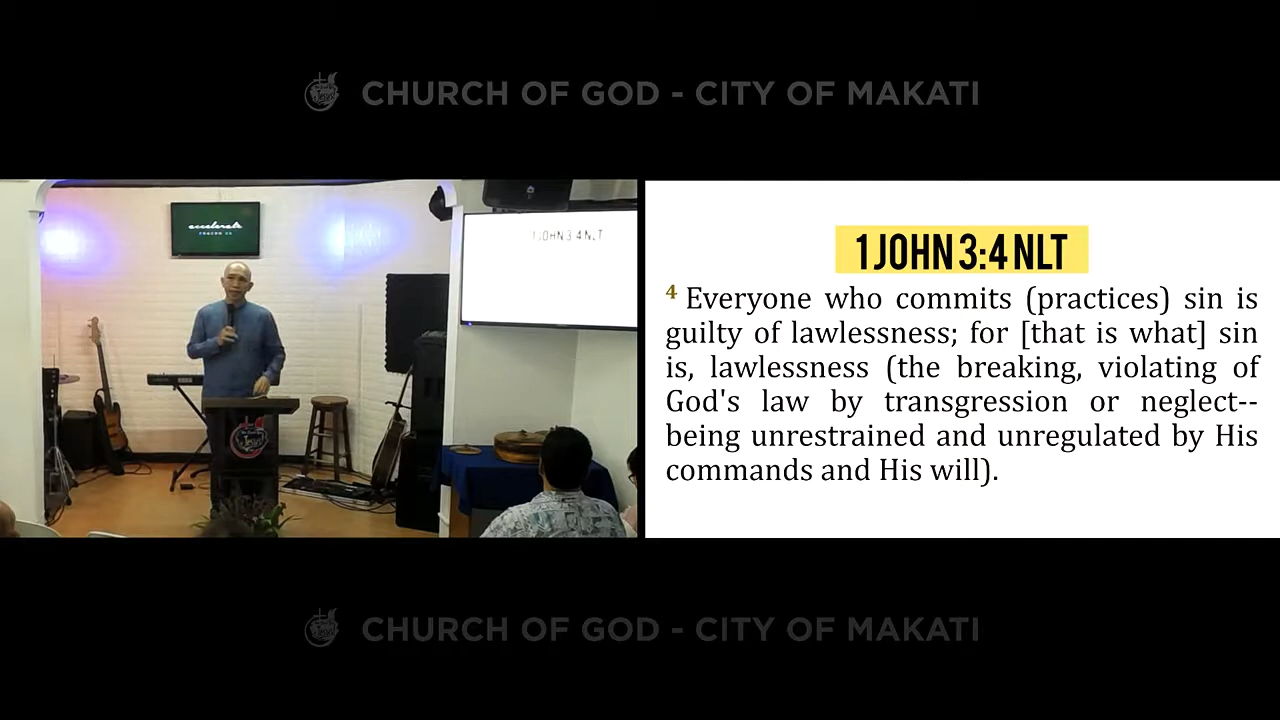 CHURCH OF GOD - CITY OF MAKATI
accelerate
1 JOHN 3:4 NLT
1 JOHN 3:4 NLT
4 Everyone who commits (practices) sin is
guilty of lawlessness; for [that is what] sin
is, lawlessness (the breaking, violating of
God's law by transgression or neglect--
being unrestrained and unregulated by His
commands and His will).
CHURCH OF GOD - CITY OF MAKATI